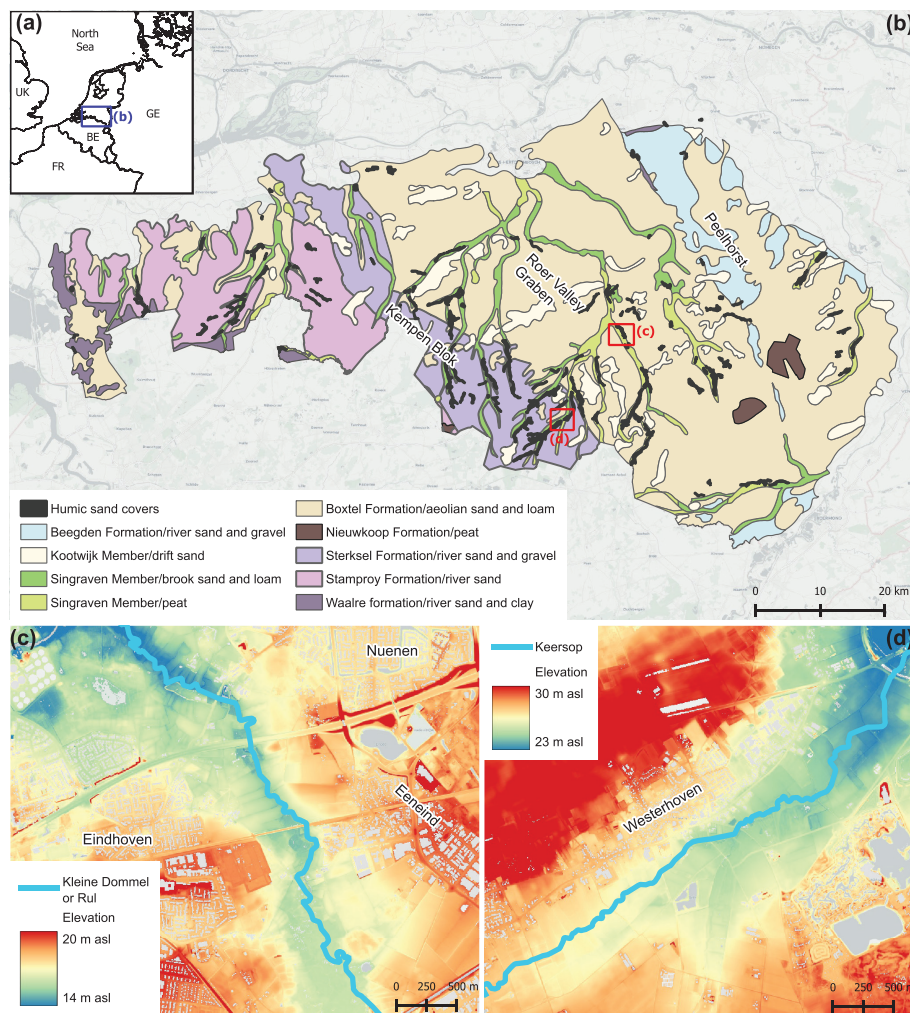 (a)
North
Sea
UK
GE
(b)
BE
FR
(b)
Peelhorst
Roer Valley
Graben
Kempen Blok
(c)
(d)
Humic sand covers
Beegden Formation/river sand and gravel
Kootwijk Member/drift sand
Singraven Member/brook sand and loam
Singraven Member/peat
Boxtel Formation/aeolian sand and loam
Nieuwkoop Formation/peat
Sterksel Formation/river sand and gravel
Stamproy Formation/river sand
Waalre formation/river sand and clay
0 10 20 km
(c)
Nuenen
Eeneind
Eindhoven
Kleine Dommel
or Rul
Elevation
20 m asl
14 m asl
0 250 500 m
(d)
Keersop
Elevation
30 m asl
23 m asl
Westerhoven
0 250 500 m